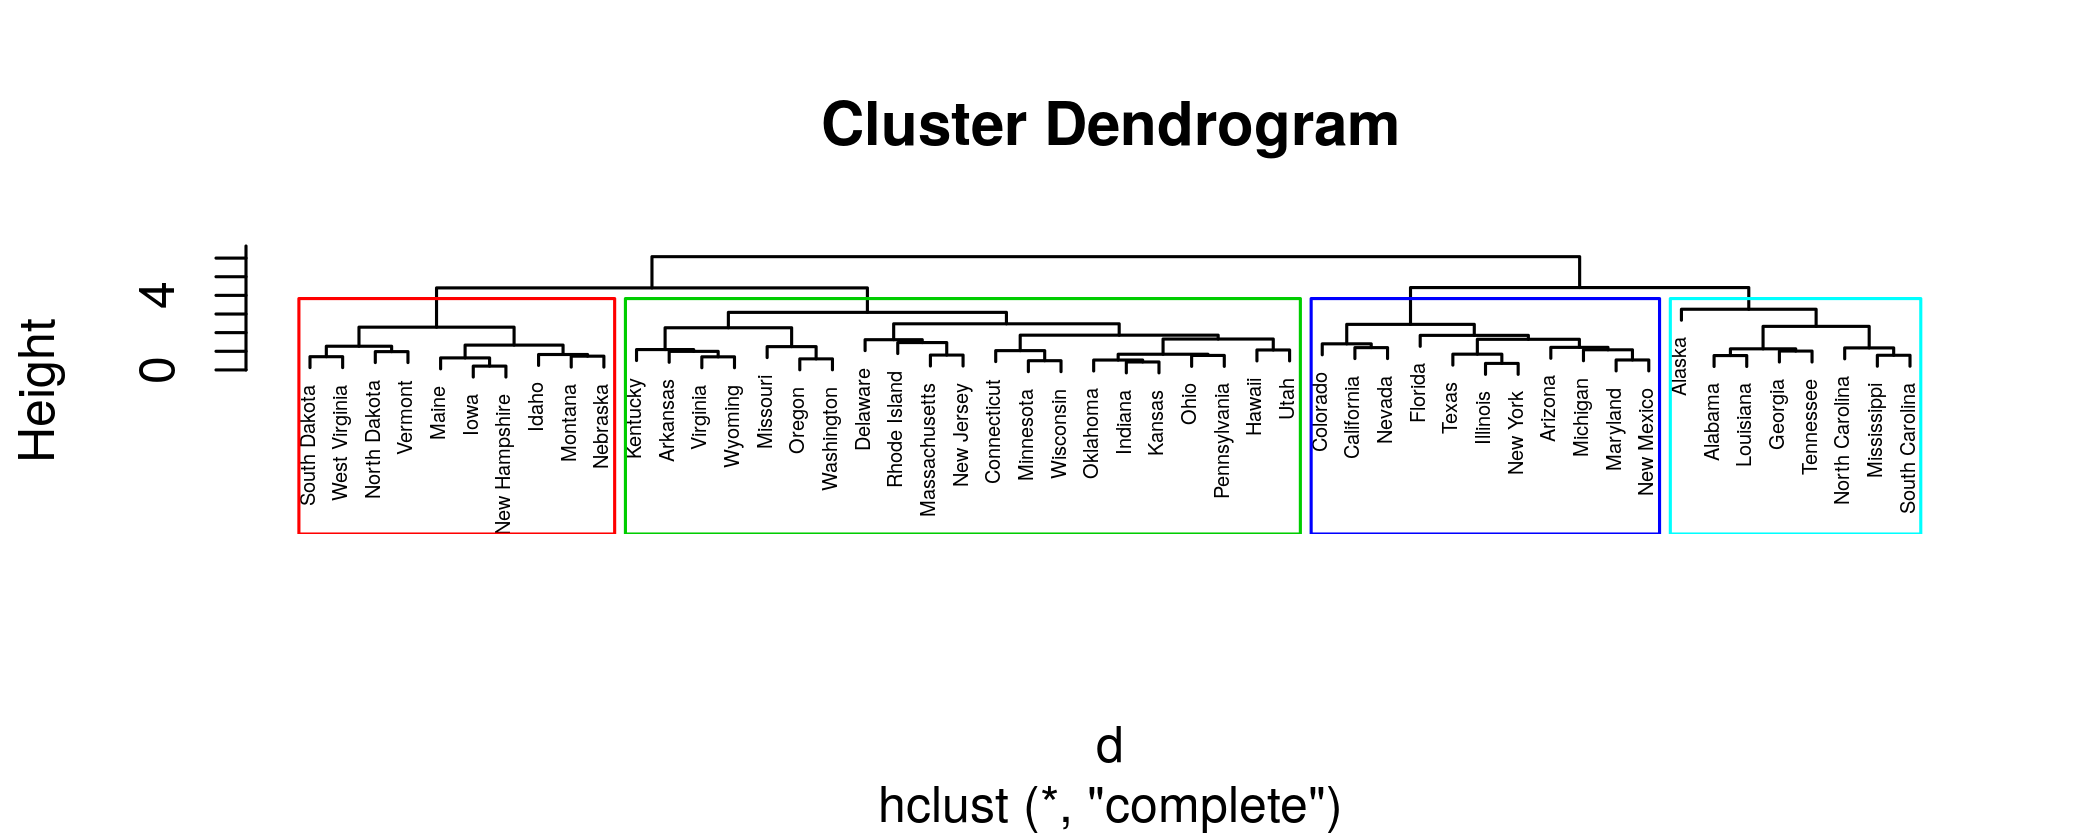 Cluster Dendrogram
Height
0
4
South Dakota
West Virginia
North Dakota
Vermont
Maine
Iowa
New Hampshire
Idaho
Montana
Nebraska
Kentucky
Arkansas
Virginia
Wyoming
Missouri
Oregon
Washington
Delaware
Rhode Island
Massachusetts
New Jersey
Connecticut
Minnesota
Wisconsin
Oklahoma
Indiana
Kansas
Ohio
Pennsylvania
Hawaii
Utah
Colorado
California
Nevada
Florida
Texas
Illinois
New York
Arizona
Michigan
Maryland
New Mexico
Alaska
Alabama
Louisiana
Georgia
Tennessee
North Carolina
Mississippi
South Carolina
d
hclust (*, "complete")